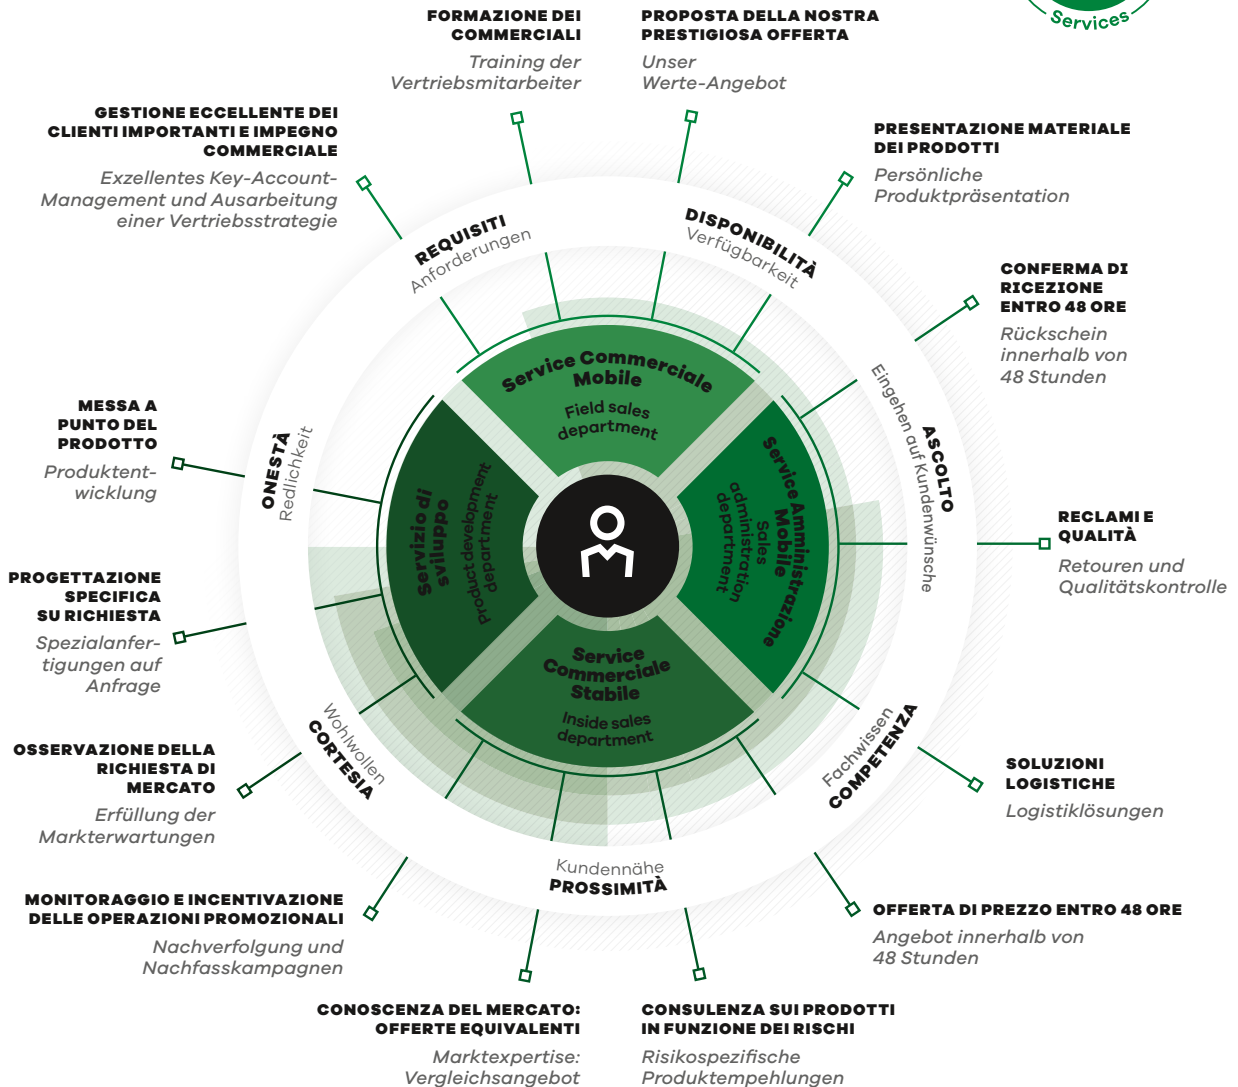 Services
FORMAZIONE DEI
COMMERCIALI
Training der
Vertriebsmitarbeiter
PROPOSTA DELLA NOSTRA
PRESTIGIOSA OFFERTA
Unser
Werte-Angebot
GESTIONE ECCELLENTE DEI
CLIENTI IMPORTANTI E IMPEGNO
COMMERCIALE
Exzellentes Key-Account-
Management und Ausarbeitung
einer Vertriebsstrategie
PRESENTAZIONE MATERIALE
DEI PRODOTTI
Persönliche
Produktpräsentation
REQUISITI
Anforderungen
DISPONIBILITÀ
Verfügbarkeit
CONFERMA DI
RICEZIONE
ENTRO 48 ORE
Rückschein
innerhalb von
48 Stunden
Service Commerciale
Mobile
Field sales
department
MESSA A
PUNTO DEL
PRODOTTO
Produktent-
wicklung
ONESTÀ
Redlichkeit
Servizio di
sviluppo
Product development
department
Service Amministrazione
Mobile
Sales
administration
department
ASCOLTO
Eingehen auf Kundenwünsche
RECLAMI E
QUALITÀ
Retouren und
Qualitätskontrolle
PROGETTAZIONE
SPECIFICA
SU RICHIESTA
Spezialanfer-
tigungen auf
Anfrage
Service
Commerciale
Stabile
Inside sales
department
Wohlwollen
CORTESIA
Fachwissen
COMPETENZA
OSSERVAZIONE DELLA
RICHIESTA DI
MERCATO
Erfüllung der
Markterwartungen
SOLUZIONI
LOGISTICHE
Logistiklösungen
Kundennähe
PROSSIMITÀ
MONITORAGGIO E INCENTIVAZIONE
DELLE OPERAZIONI PROMOZIONALI
Nachverfolgung und
Nachfasskampagnen
OFFERTA DI PREZZO ENTRO 48 ORE
Angebot innerhalb von
48 Stunden
CONOSCENZA DEL MERCATO:
OFFERTE EQUIVALENTI
Marktexpertise:
Vergleichsangebot
CONSULENZA SUI PRODOTTI
IN FUNZIONE DEI RISCHI
Risikospezifische
Produktempehlungen